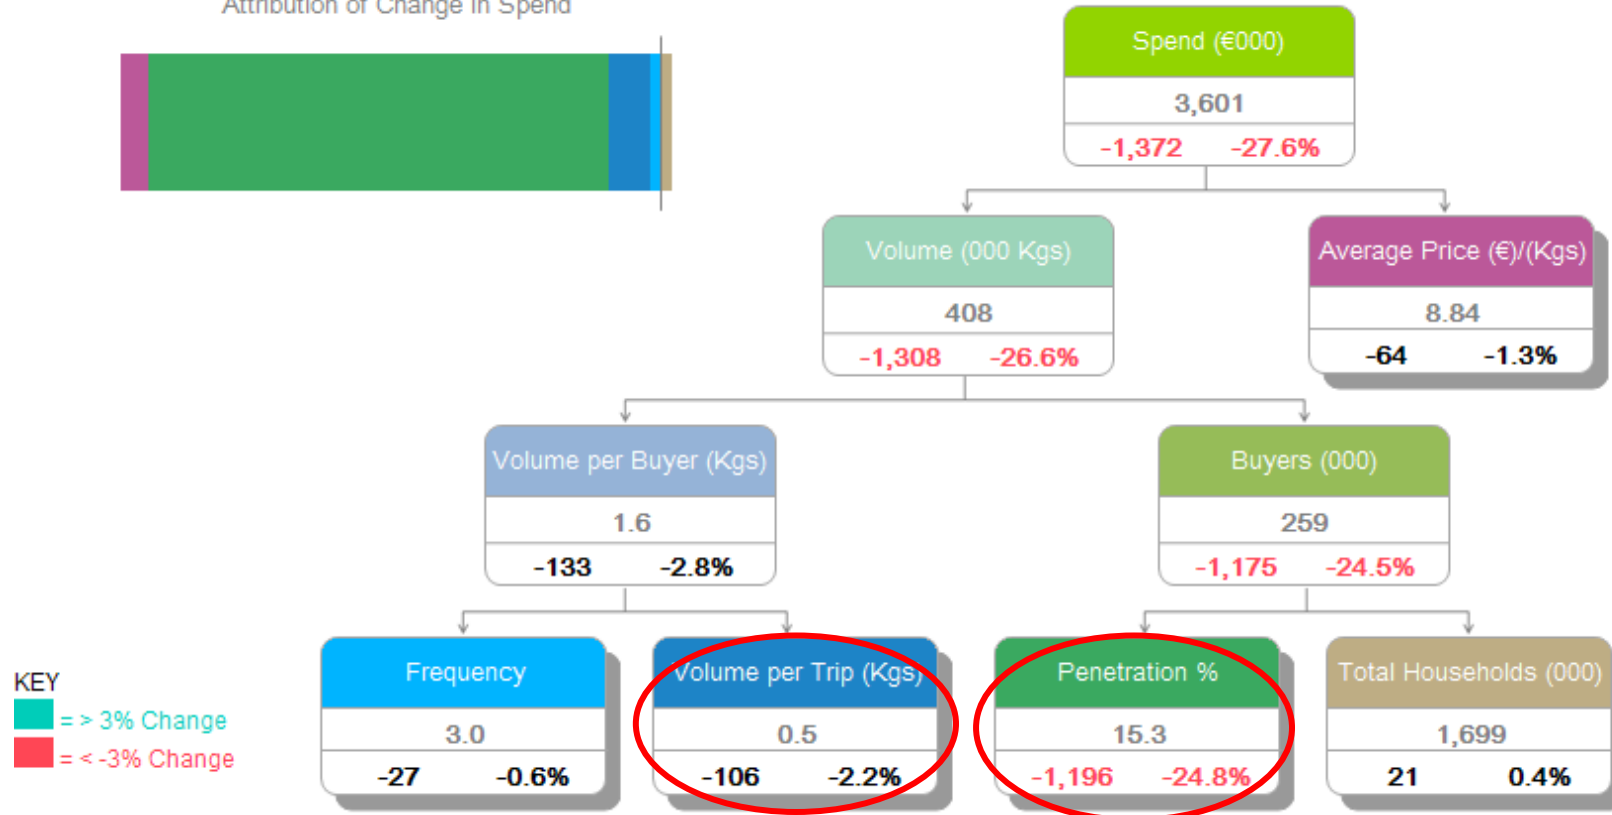 Attribution of Change in Spend
Spend (€000)
3,601
-1,372 -27.6%
Volume (000 Kgs)
408
-1,308 -26.6%
Average Price (€)/(Kgs)
8.84
-64 -1.3%
Volume per Buyer (Kgs)
1.6
-133 -2.8%
Buyers (000)
259
-1,175 -24.5%
Frequency
3.0
-27 -0.6%
Volume per Trip (Kgs)
0.5
-106 -2.2%
Penetration %
15.3
-1,196 -24.8%
Total Households (000)
1,699
21 0.4%
KEY
= > 3% Change
= < -3% Change